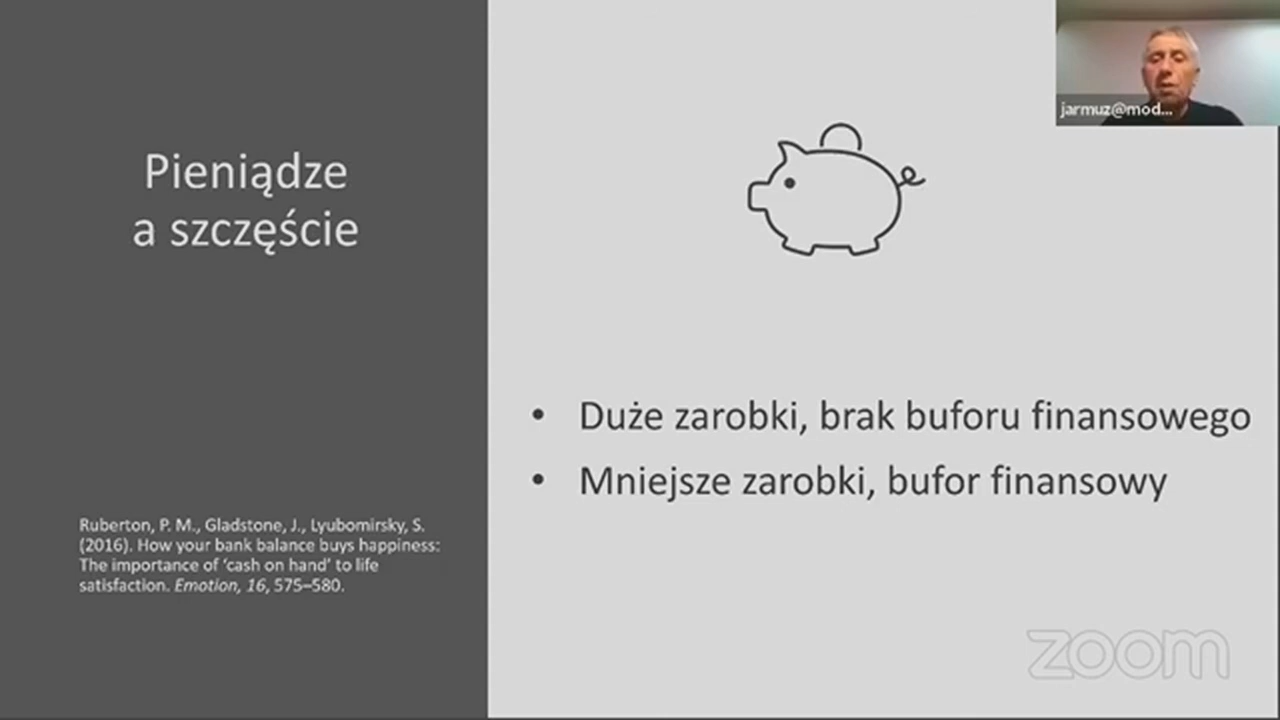 Pieniądze
a szczęście
Ruberton, P. M., Gladstone, J., Lyubomirsky, S.
(2016). How your bank balance buys happiness:
The importance of ‘cash on hand’ to life
satisfaction. Emotion, 16, 575–580.
jarmuz@mod...
• Duże zarobki, brak buforu finansowego
• Mniejsze zarobki, bufor finansowy
zoom